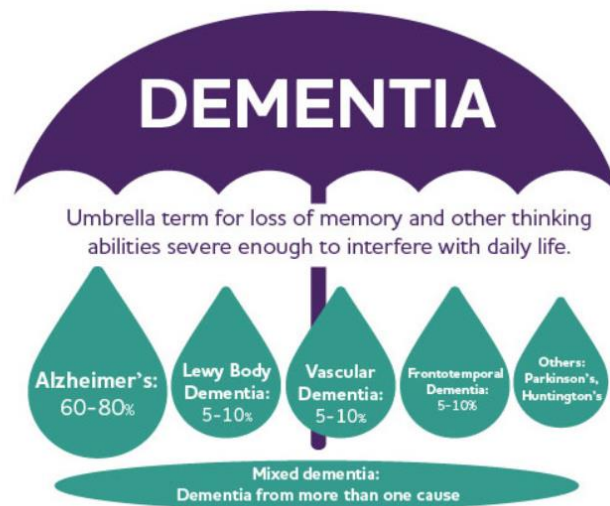 DEMENTIA
Umbrella term for loss of memory and other thinking
abilities severe enough to interfere with daily life.
Alzheimer's:
60-80%
Lewy Body
Dementia:
5-10%
Vascular
Dementia:
5-10%
Frontotemporal
Dementia:
5-10%
Others:
Parkinson's,
Huntington's
Mixed dementia:
Dementia from more than one cause